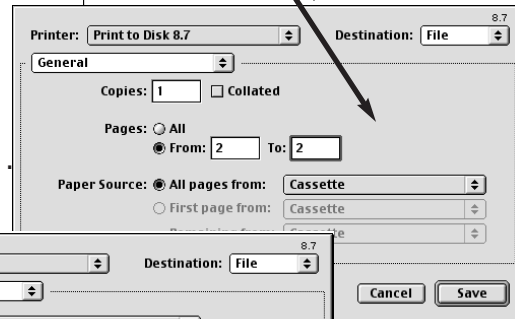 8.7
Printer: Print to Disk 8.7 Destination: File
General
Copies: 1 Collated
Pages: All
From: 2 To: 2
Paper Source: All pages from: Cassette
First page from: Cassette
8.7
Destination: File
Cancel Save